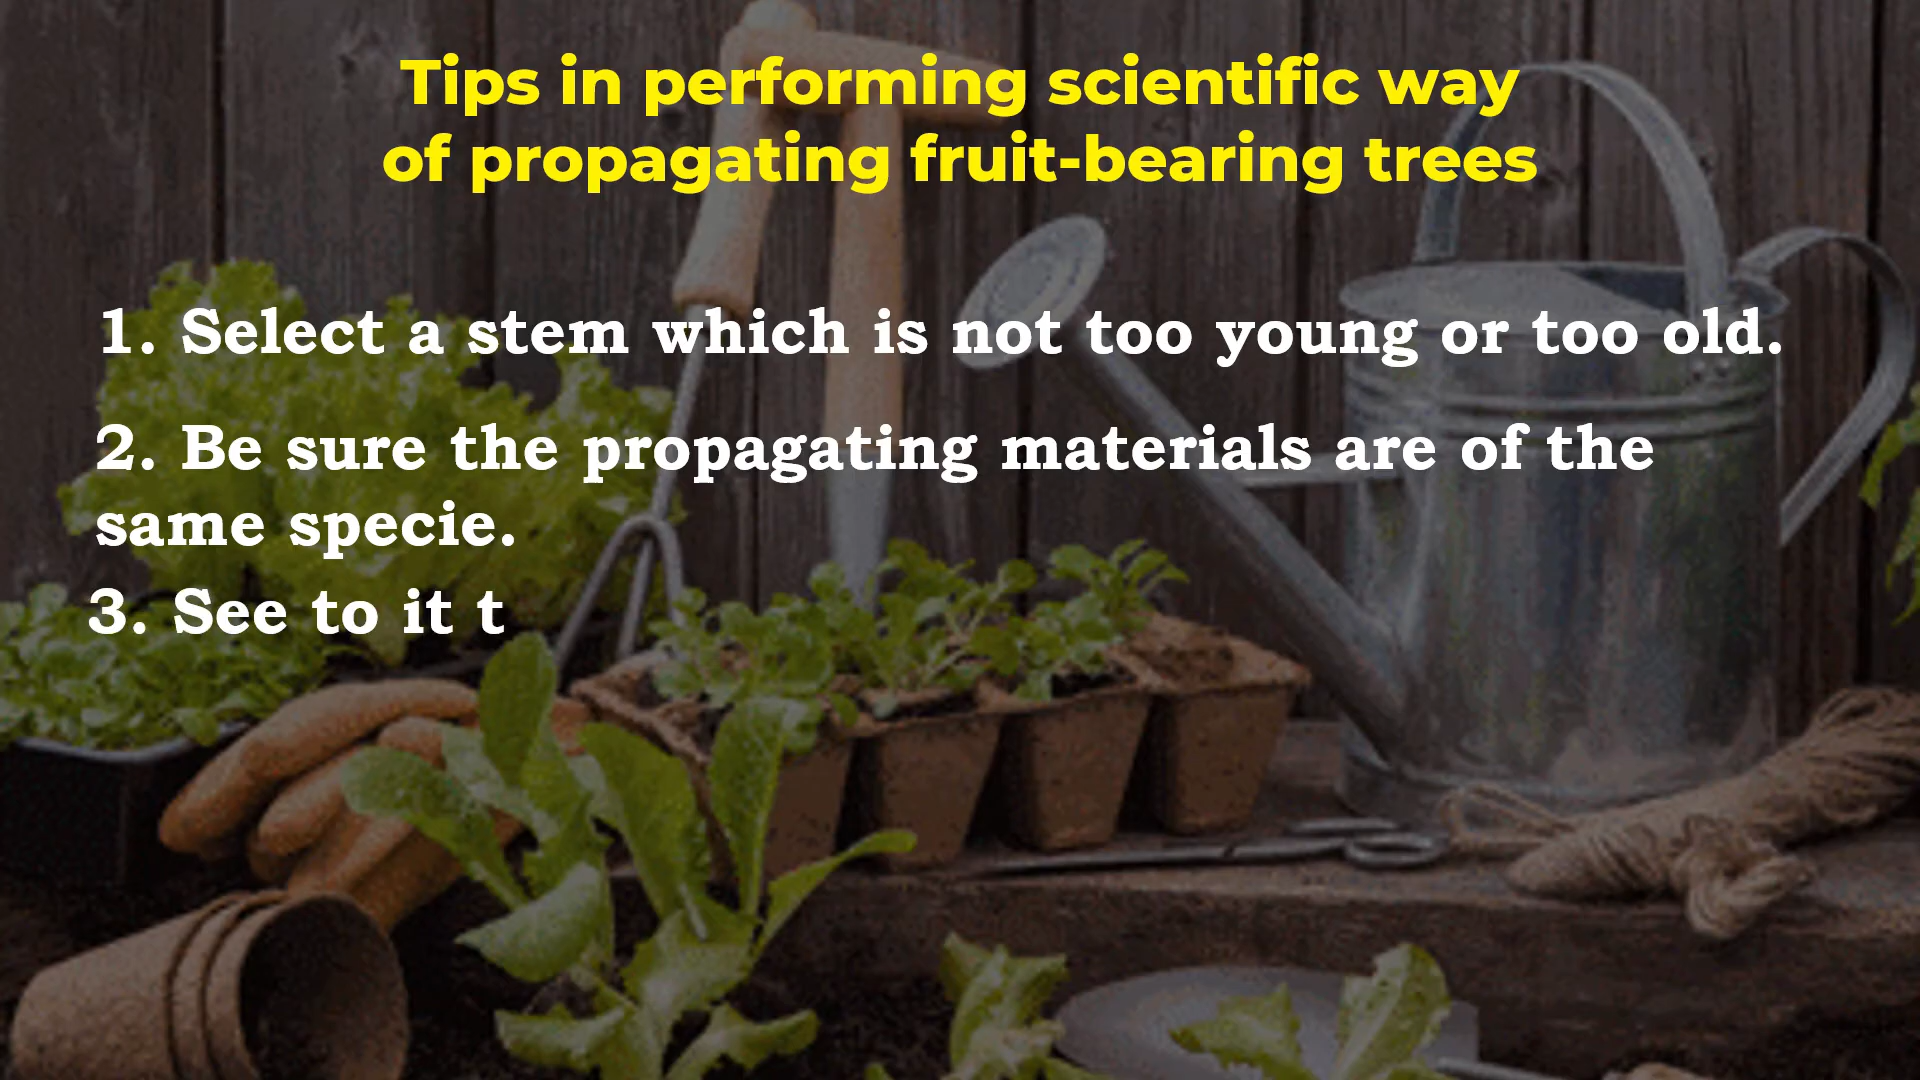 Tips in performing scientific way
of propagating fruit-bearing trees
1. Select a stem which is not too young or too old.
2. Be sure the propagating materials are of the
same specie.
3. See to it t